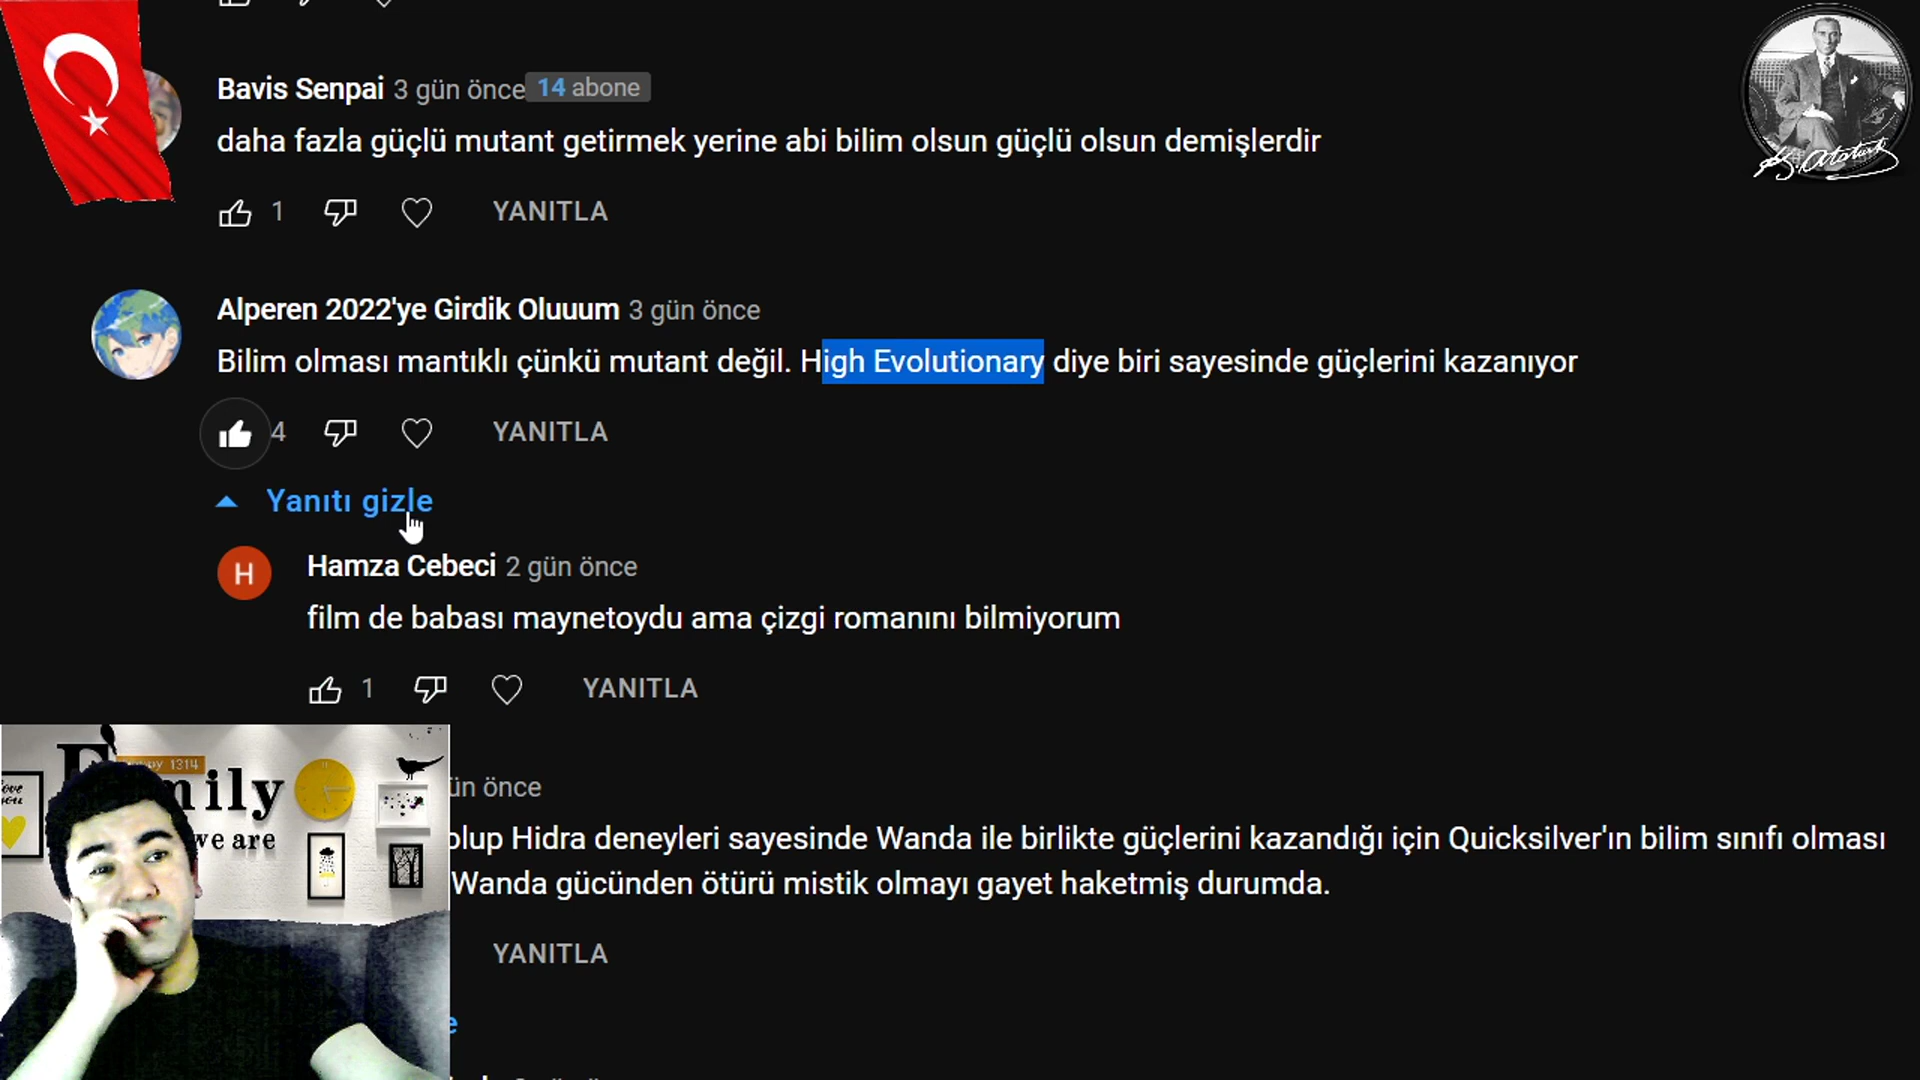 Bavis Senpai 3 gün önce 14 abone
daha fazla güçlü mutant getirmek yerine abi bilim olsun güçlü olsun demişlerdir
1 YANITLA
Alperen 2022'ye Girdik Oluuum 3 gün önce
Bilim olması mantıklı çünkü mutant değil. High Evolutionary diye biri sayesinde güçlerini kazanıyor
4 YANITLA
Yanıtı gizle
H
Hamza Cebeci 2 gün önce
film de babası maynetoydu ama çizgi romanını bilmiyorum
1 YANITLA
ün önce
olup Hidra deneyleri sayesinde Wanda ile birlikte güçlerini kazandığı için Quicksilver'ın bilim sınıfı olması
Wanda gücünden ötürü mistik olmayı gayet haketmiş durumda.
YANITLA
K. Atatürk
1314
mily
we are